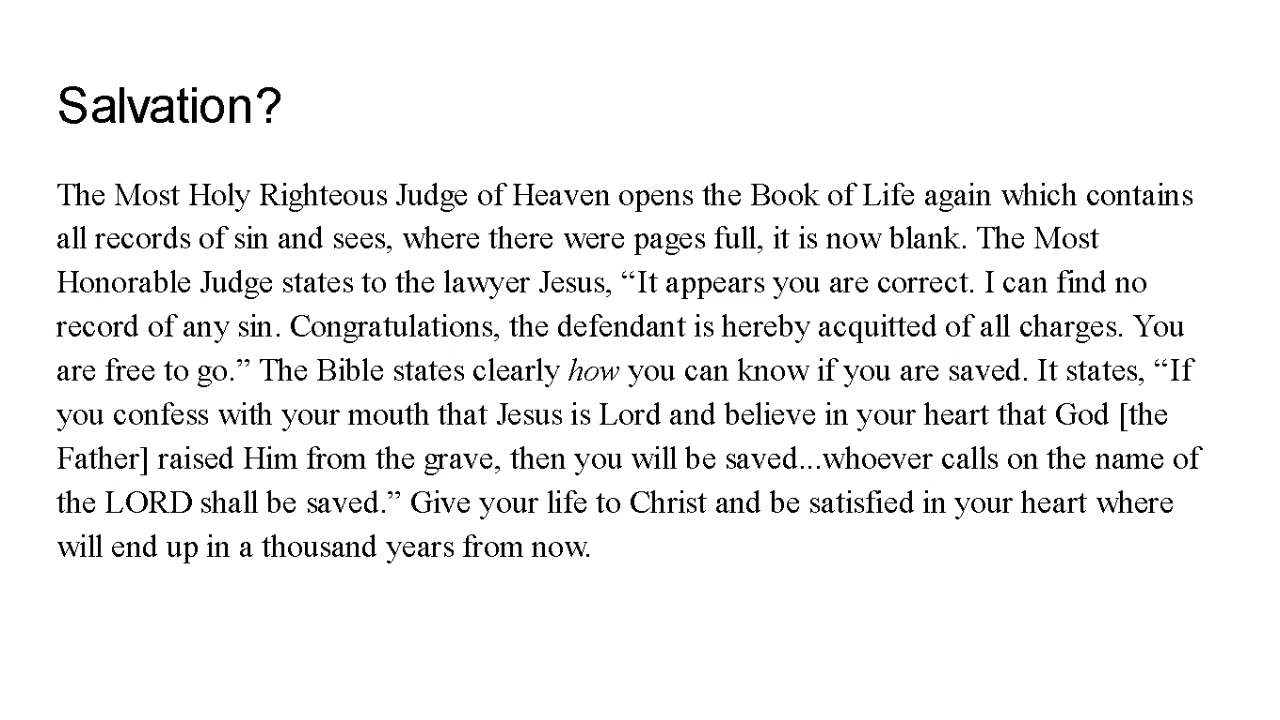 Salvation?
The Most Holy Righteous Judge of Heaven opens the Book of Life again which contains
all records of sin and sees, where there were pages full, it is now blank. The Most
Honorable Judge states to the lawyer Jesus, “It appears you are correct. I can find no
record of any sin. Congratulations, the defendant is hereby acquitted of all charges. You
are free to go.” The Bible states clearly how you can know if you are saved. It states, “If
you confess with your mouth that Jesus is Lord and believe in your heart that God [the
Father] raised Him from the grave, then you will be saved...whoever calls on the name of
the LORD shall be saved.” Give your life to Christ and be satisfied in your heart where
will end up in a thousand years from now.